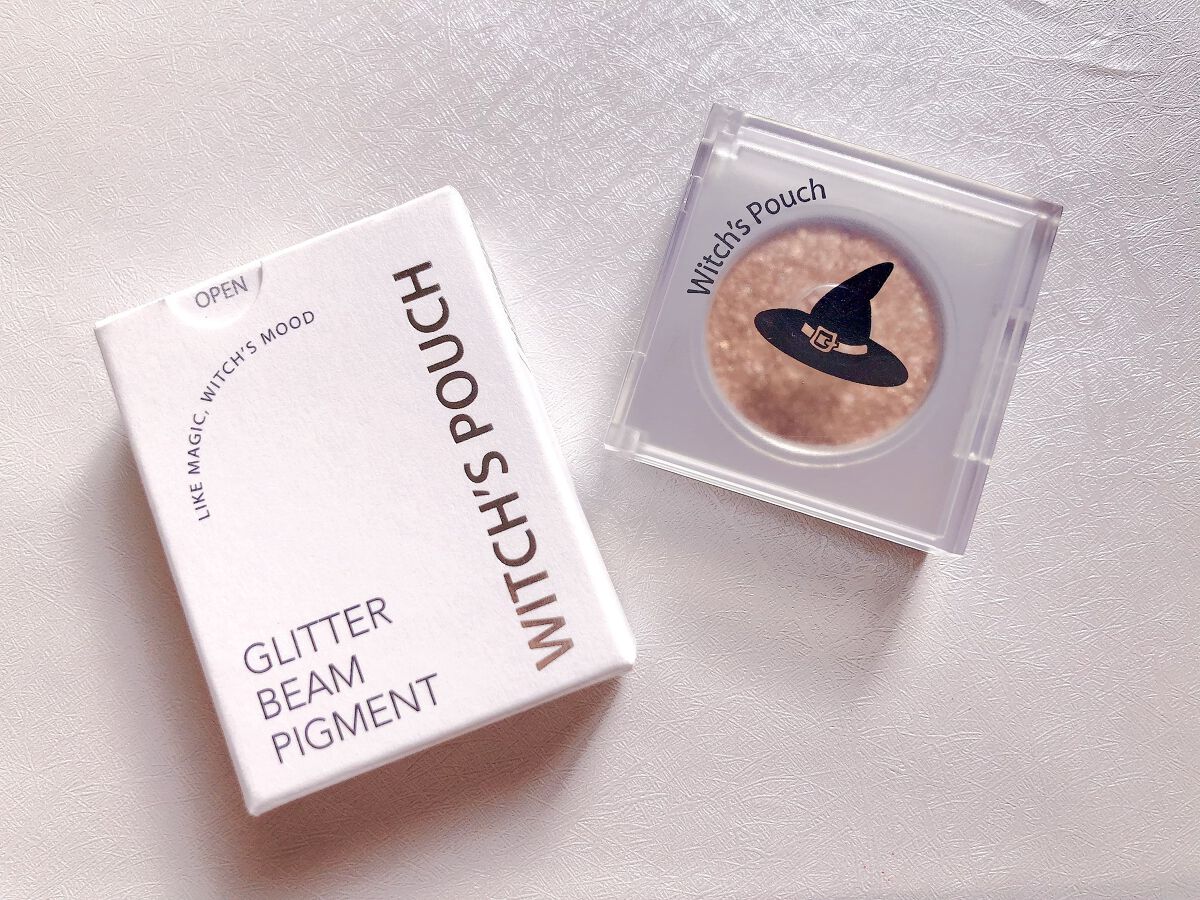 OPEN
LIKE MAGIC, WITCH'S MOOD
WITCH'S POUCH
GLITTER
BEAM
PIGMENT
Witch's Pouch